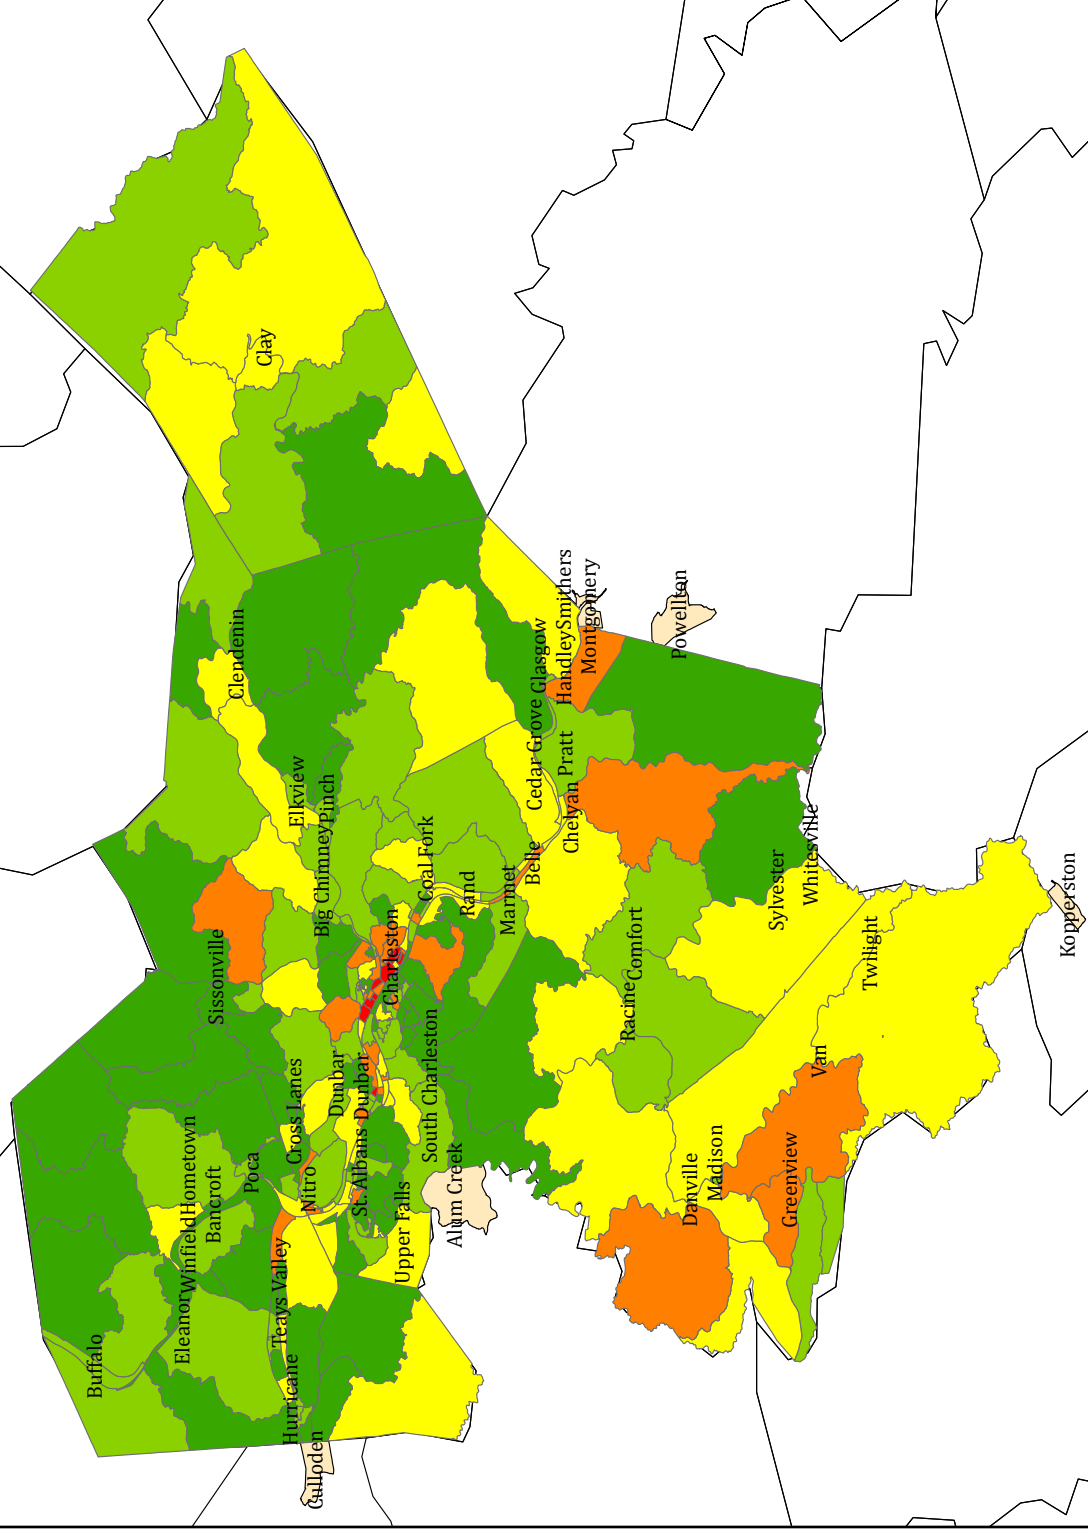 Clay
Clendenin
Smithers
Handley
Montgomery
Powellton
Glasgow
Cedar Grove
Pratt
Chelyan
Elkview
Pinch
Big Chimney
Coal Fork
Belle
Rand
Marmet
Whitesville
Sylvester
Kopperston
Sissonville
Charleston
Comfort
Racine
Twilight
Van
Cross Lanes
Dunbar
Dunbar
South Charleston
Hometown
Bancroft
Poca
Nitro
St. Albans
Alum Creek
Madison
Danville
Greenview
Winfield
Eleanor
Teays Valley
Upper Falls
Buffalo
Hurricane
Culloden